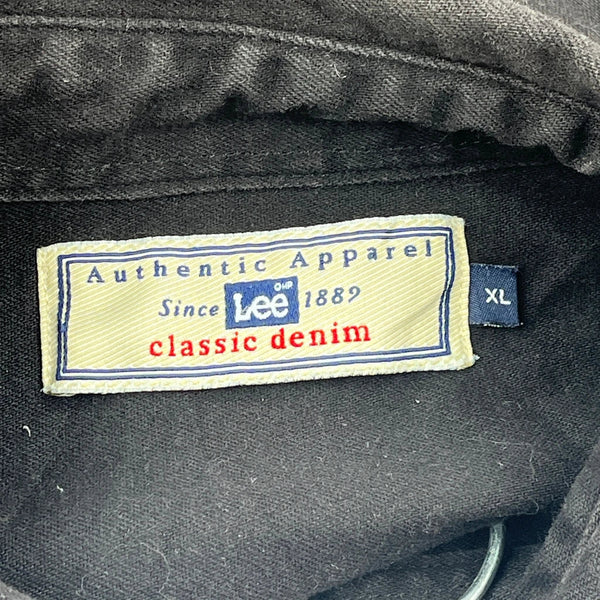 Authentic Apparel
Since Lee 1889
classic denim
XL